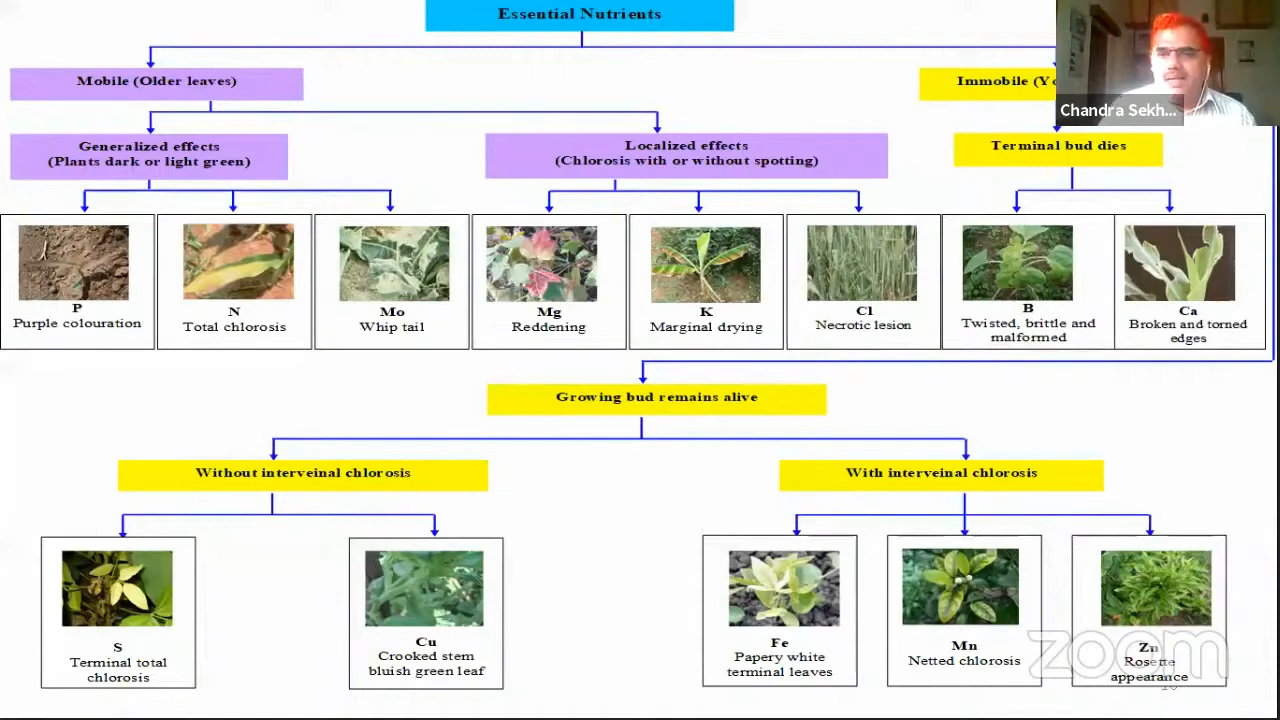 Essential Nutrients
Mobile (Older leaves)
Immobile
Chandra Sekh...
Generalized effects
(Plants dark or light green)
Localized effects
(Chlorosis with or without spotting)
Terminal bud dies
P
Purple colouration
N
Total chlorosis
Mo
Whip tail
Mg
Reddening
K
Marginal drying
Cl
Necrotic lesion
B
Twisted, brittle and
malformed
Ca
Broken and torned
edges
Growing bud remains alive
Without interveinal chlorosis
With interveinal chlorosis
S
Terminal total
chlorosis
Cu
Crooked stem
bluish green leaf
Fe
Papery white
terminal leaves
Mn
Netted chlorosis
Zn
Rosette
appearance
zoom